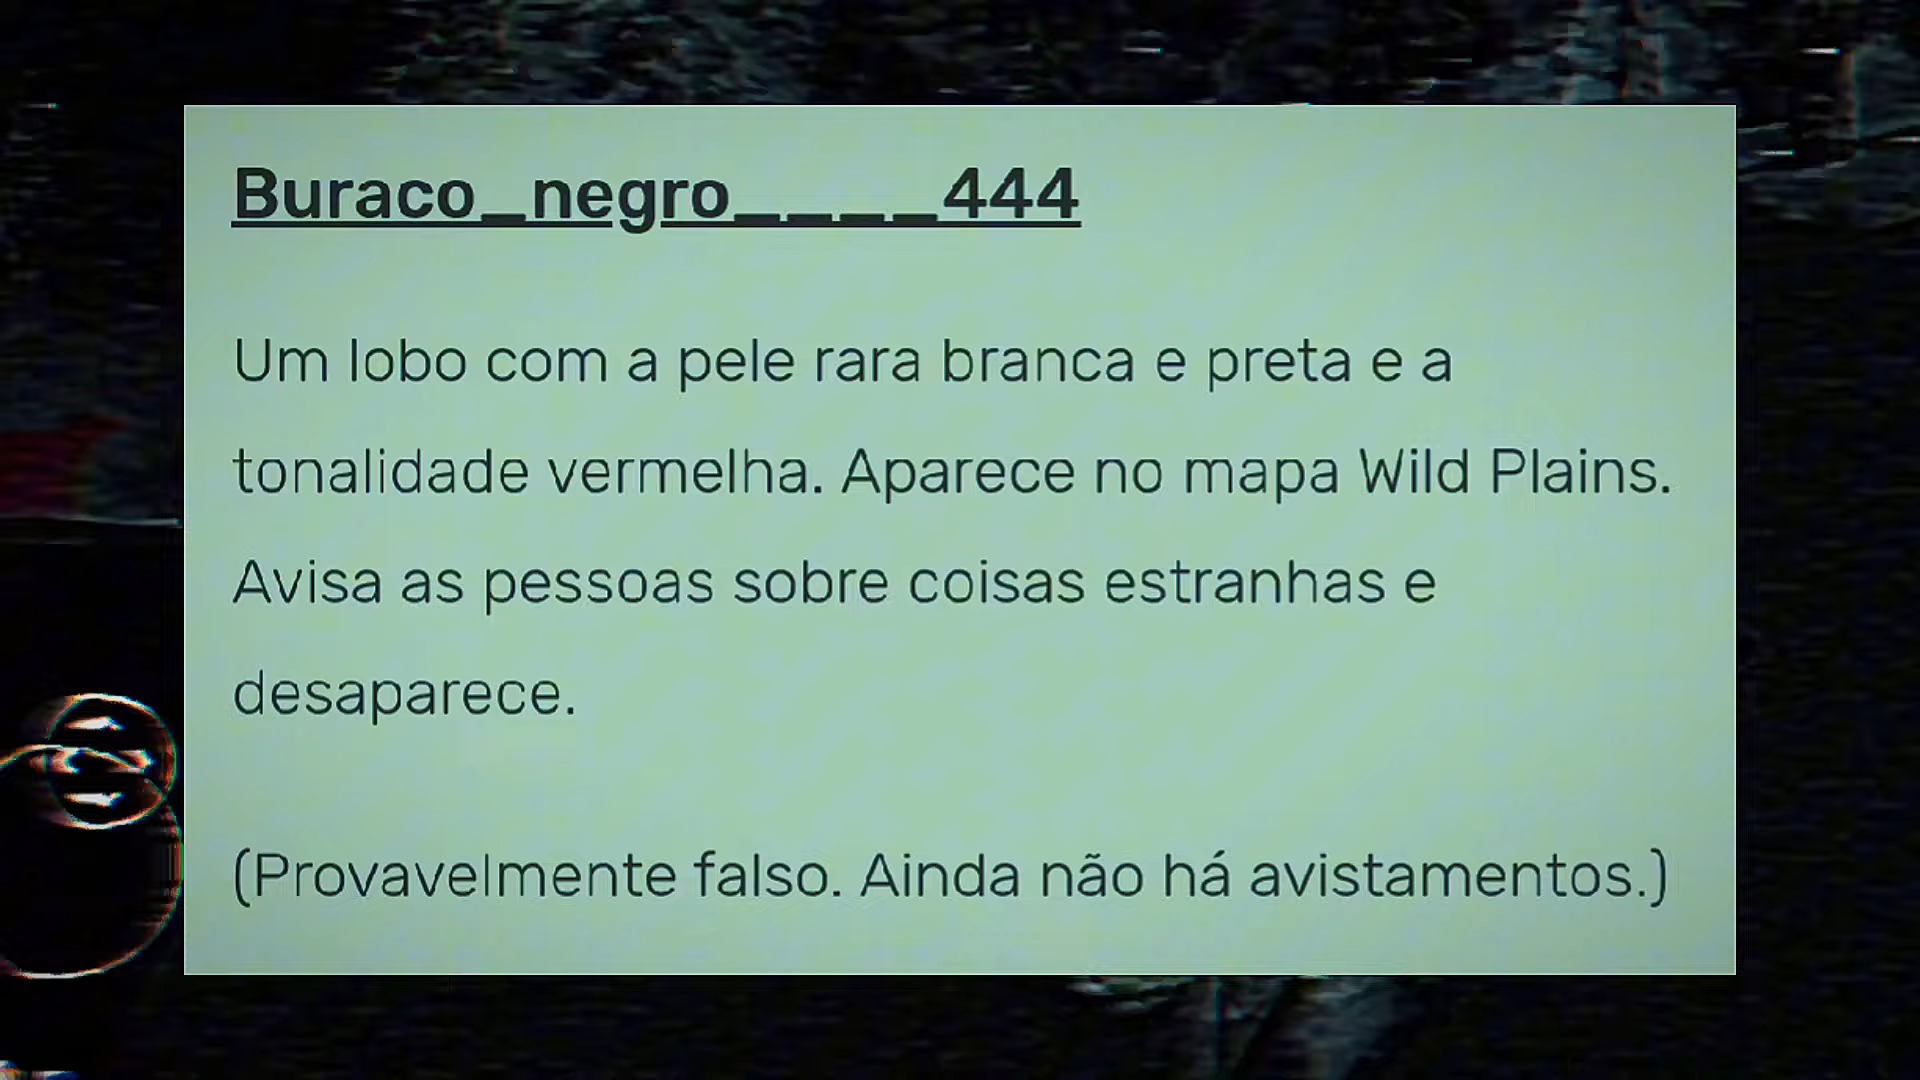 Buraco_negro____444
Um lobo com a pele rara branca e preta e a
tonalidade vermelha. Aparece no mapa Wild Plains.
Avisa as pessoas sobre coisas estranhas e
desaparece.
(Provavelmente falso. Ainda não há avistamentos.)